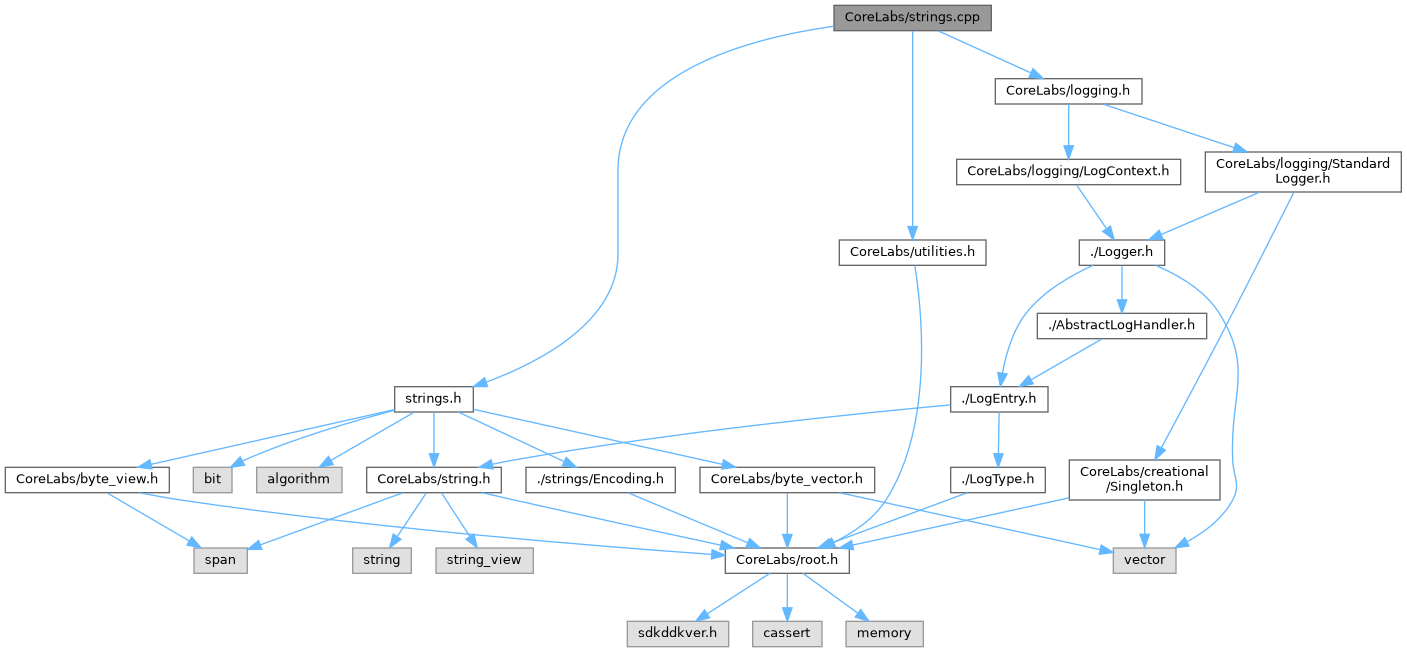 CoreLabs/strings.cpp
CoreLabs/logging.h
CoreLabs/logging/LogContext.h
CoreLabs/logging/Standard
Logger.h
CoreLabs/utilities.h
./Logger.h
./AbstractLogHandler.h
strings.h
./LogEntry.h
CoreLabs/byte_view.h
bit
algorithm
CoreLabs/string.h
./strings/Encoding.h
CoreLabs/byte_vector.h
./LogType.h
CoreLabs/creational
/Singleton.h
span
string
string_view
CoreLabs/root.h
vector
sdkddkver.h
cassert
memory